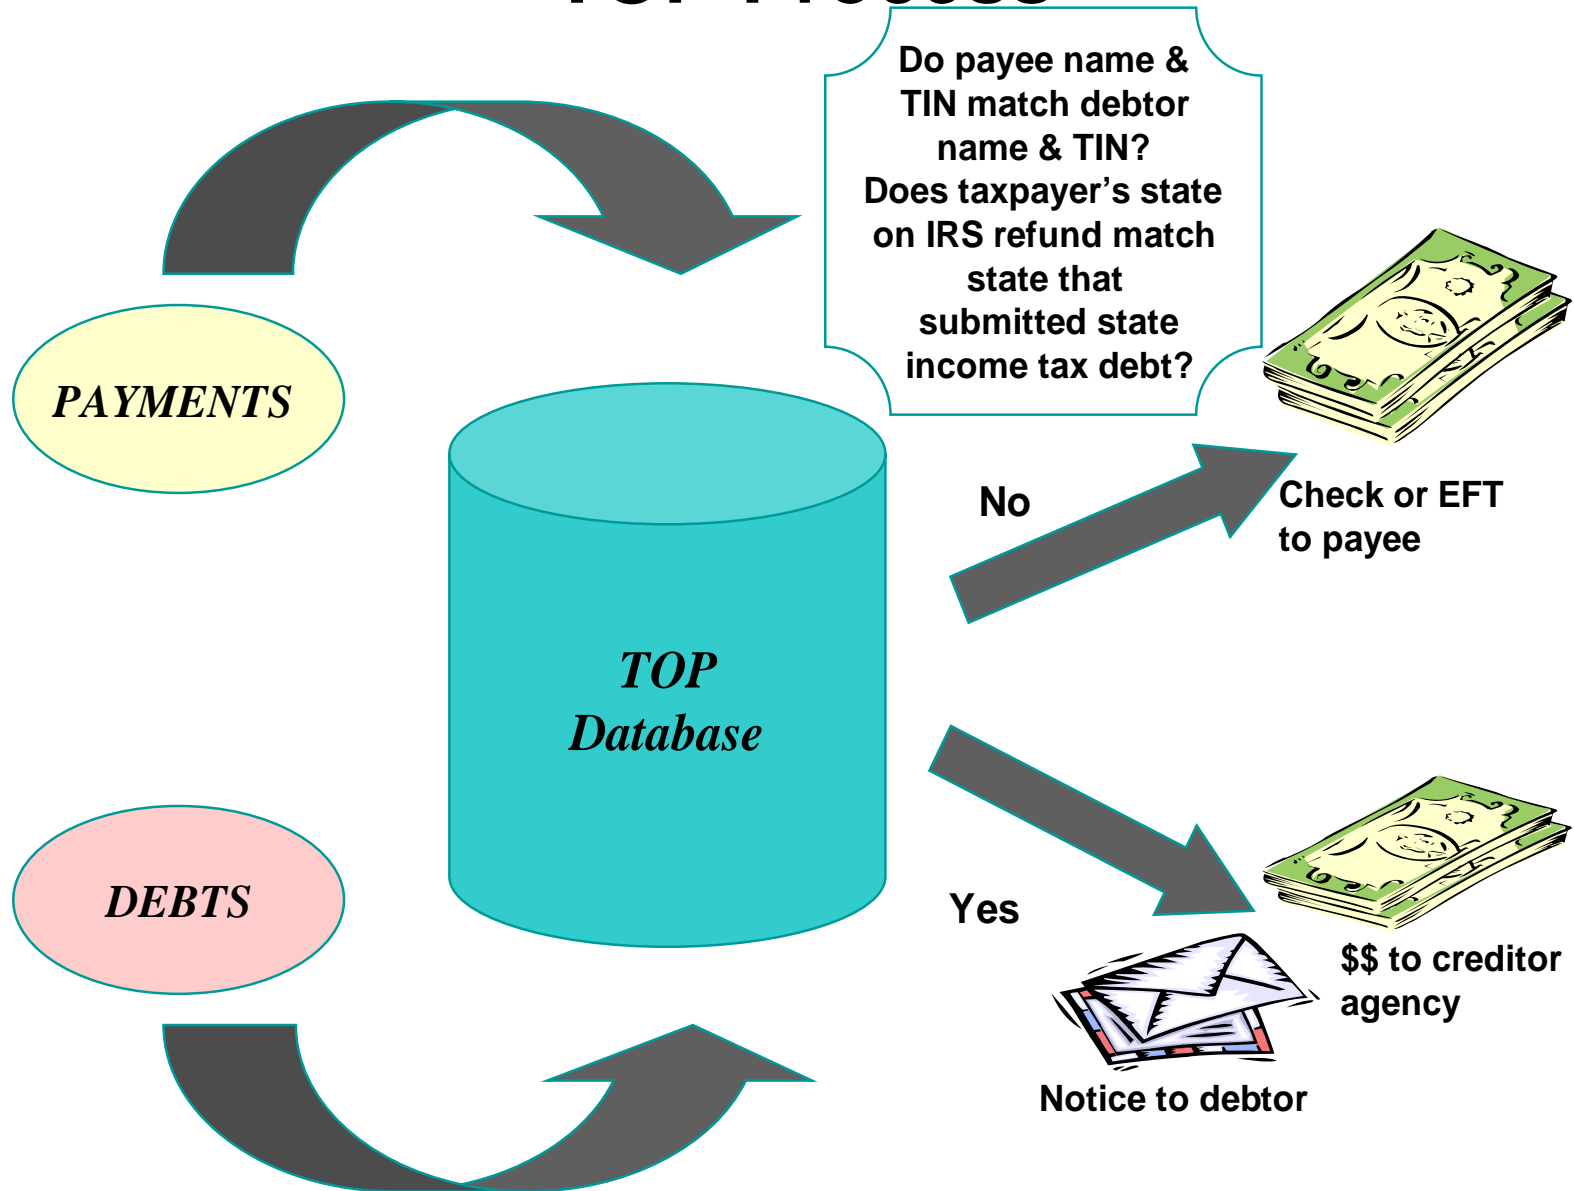 TOP Process
Do payee name &
TIN match debtor
name & TIN?
Does taxpayer’s state
on IRS refund match
state that
submitted state
income tax debt?
PAYMENTS
No
Check or EFT
to payee
TOP
Database
DEBTS
Yes
$$ to creditor
agency
Notice to debtor